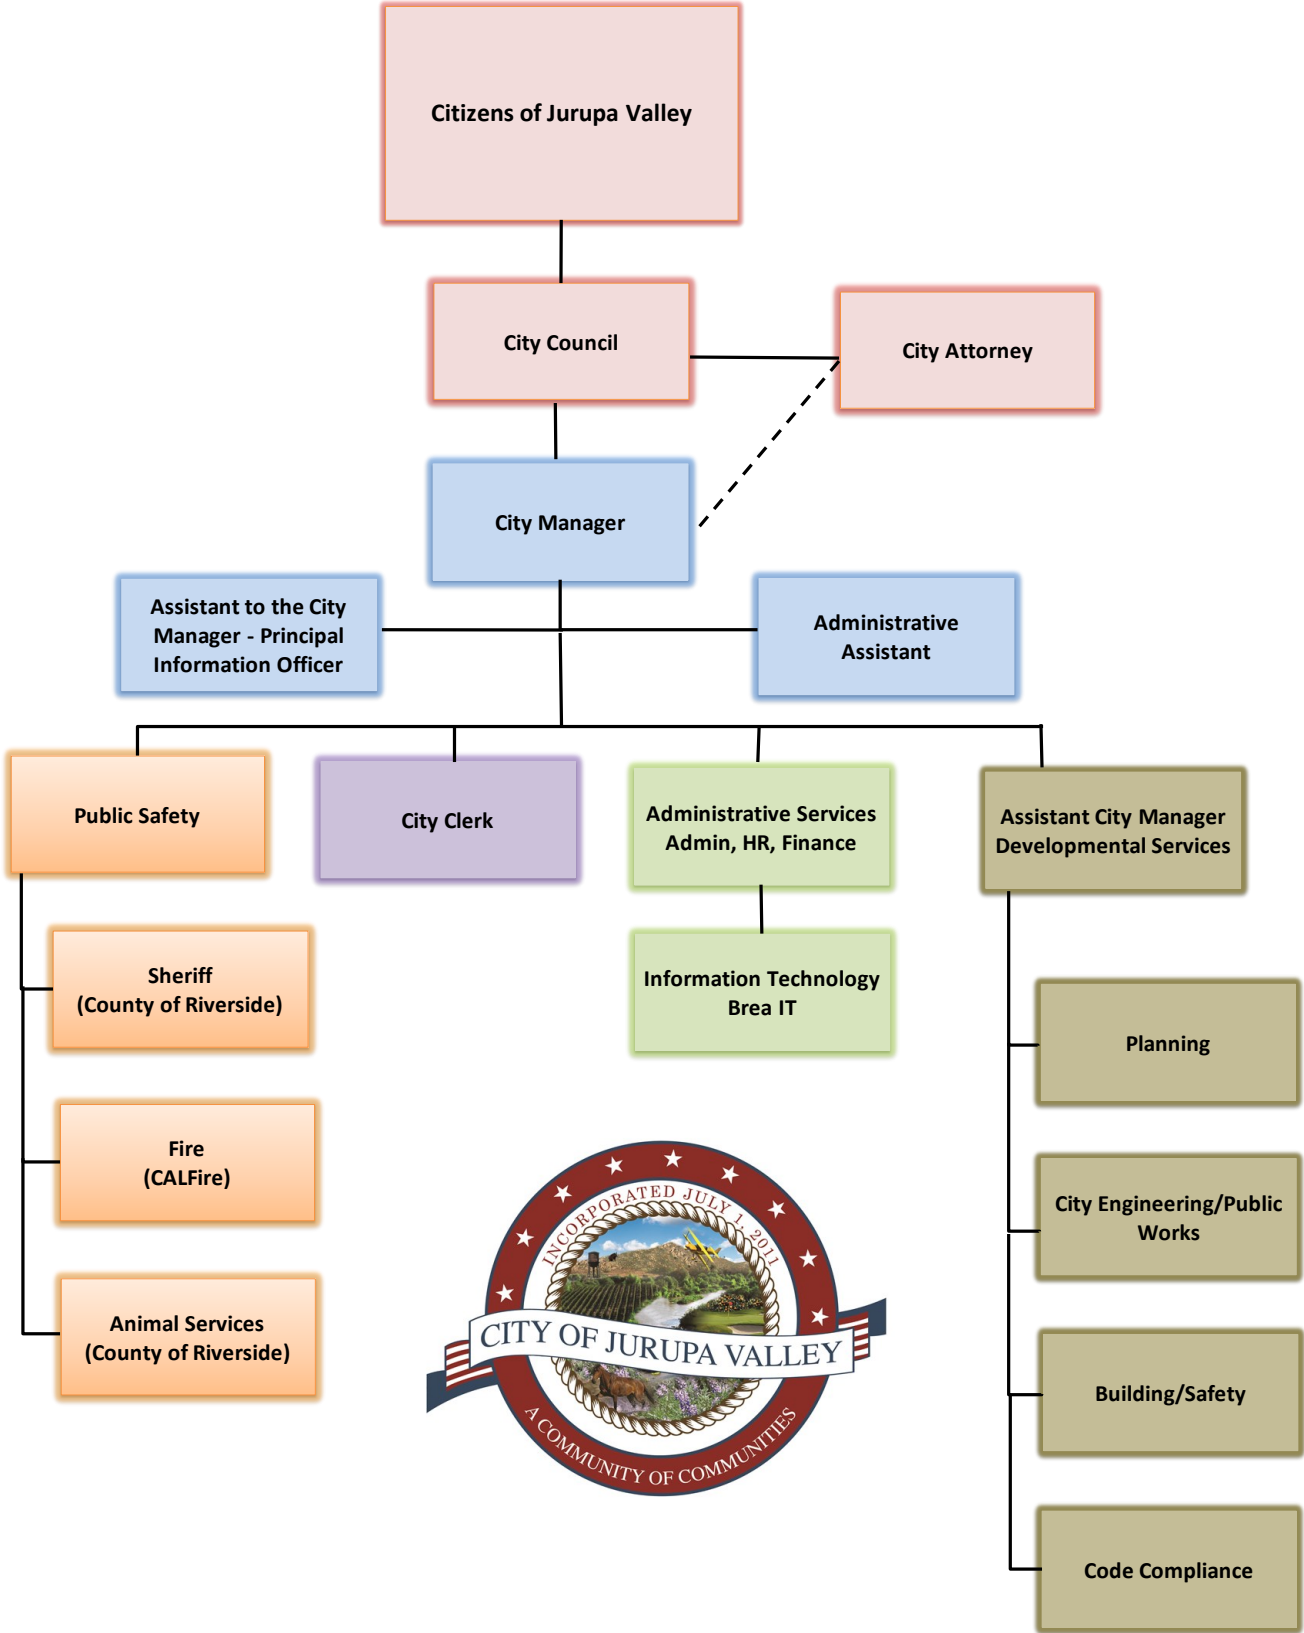 Citizens of Jurupa Valley
City Council
City Attorney
City Manager
Assistant to the City
Manager - Principal
Information Officer
Administrative
Assistant
Public Safety
City Clerk
Administrative Services
Admin, HR, Finance
Assistant City Manager
Developmental Services
Sheriff
(County of Riverside)
Information Technology
Brea IT
Planning
Fire
(CALFire)
City Engineering/Public
Works
Animal Services
(County of Riverside)
Building/Safety
Code Compliance
INCORPORATED JULY 1, 2011
CITY OF JURUPA VALLEY
A COMMUNITY OF COMMUNITIES